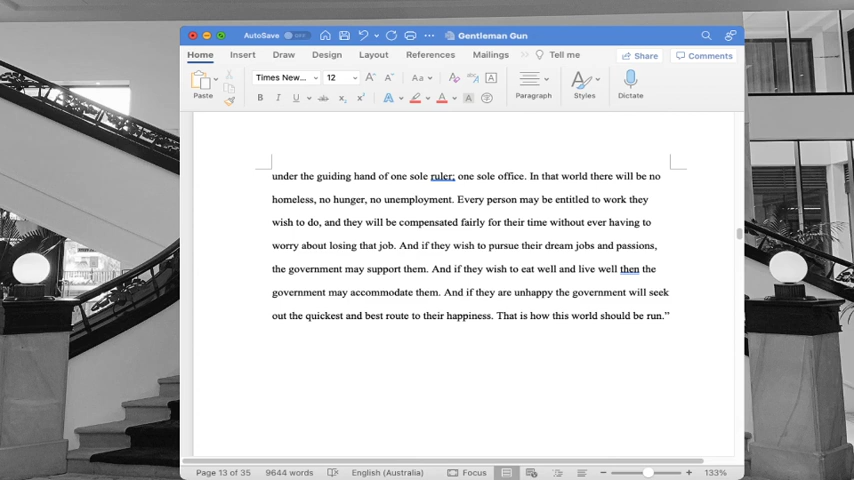 AutoSave OFF Gentleman Gun
Home Insert Draw Design Layout References Mailings Tell me Share Comments
Paste Times New... 12 A A Aa A A
B I U ab x₂ x² A A A Paragraph Styles Dictate
under the guiding hand of one sole ruler; one sole office. In that world there will be no
homeless, no hunger, no unemployment. Every person may be entitled to work they
wish to do, and they will be compensated fairly for their time without ever having to
worry about losing that job. And if they wish to pursue their dream jobs and passions,
the government may support them. And if they wish to eat well and live well then the
government may accommodate them. And if they are unhappy the government will seek
out the quickest and best route to their happiness. That is how this world should be run.”
Page 13 of 35 9644 words English (Australia) Focus 133%